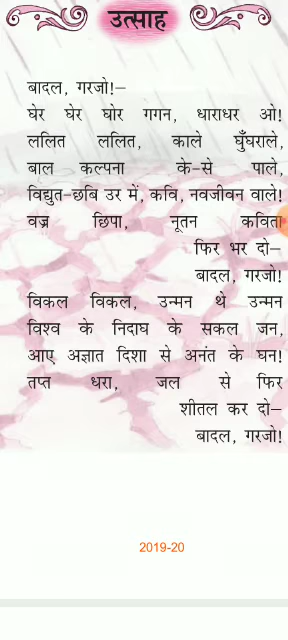 उत्साह
बादल, गरजो!–
घेर घेर घोर गगन, धाराधर ओ!
ललित ललित, काले घुँघराले,
बाल कल्पना के-से पाले,
विद्युत-छबि उर में, कवि, नवजीवन वाले!
वज्र छिपा, नूतन कविता
फिर भर दो–
बादल, गरजो!
विकल विकल, उन्मन थे उन्मन
विश्व के निदाघ के सकल जन,
आए अज्ञात दिशा से अनंत के घन!
तप्त धरा, जल से फिर
शीतल कर दो–
बादल, गरजो!
2019-20